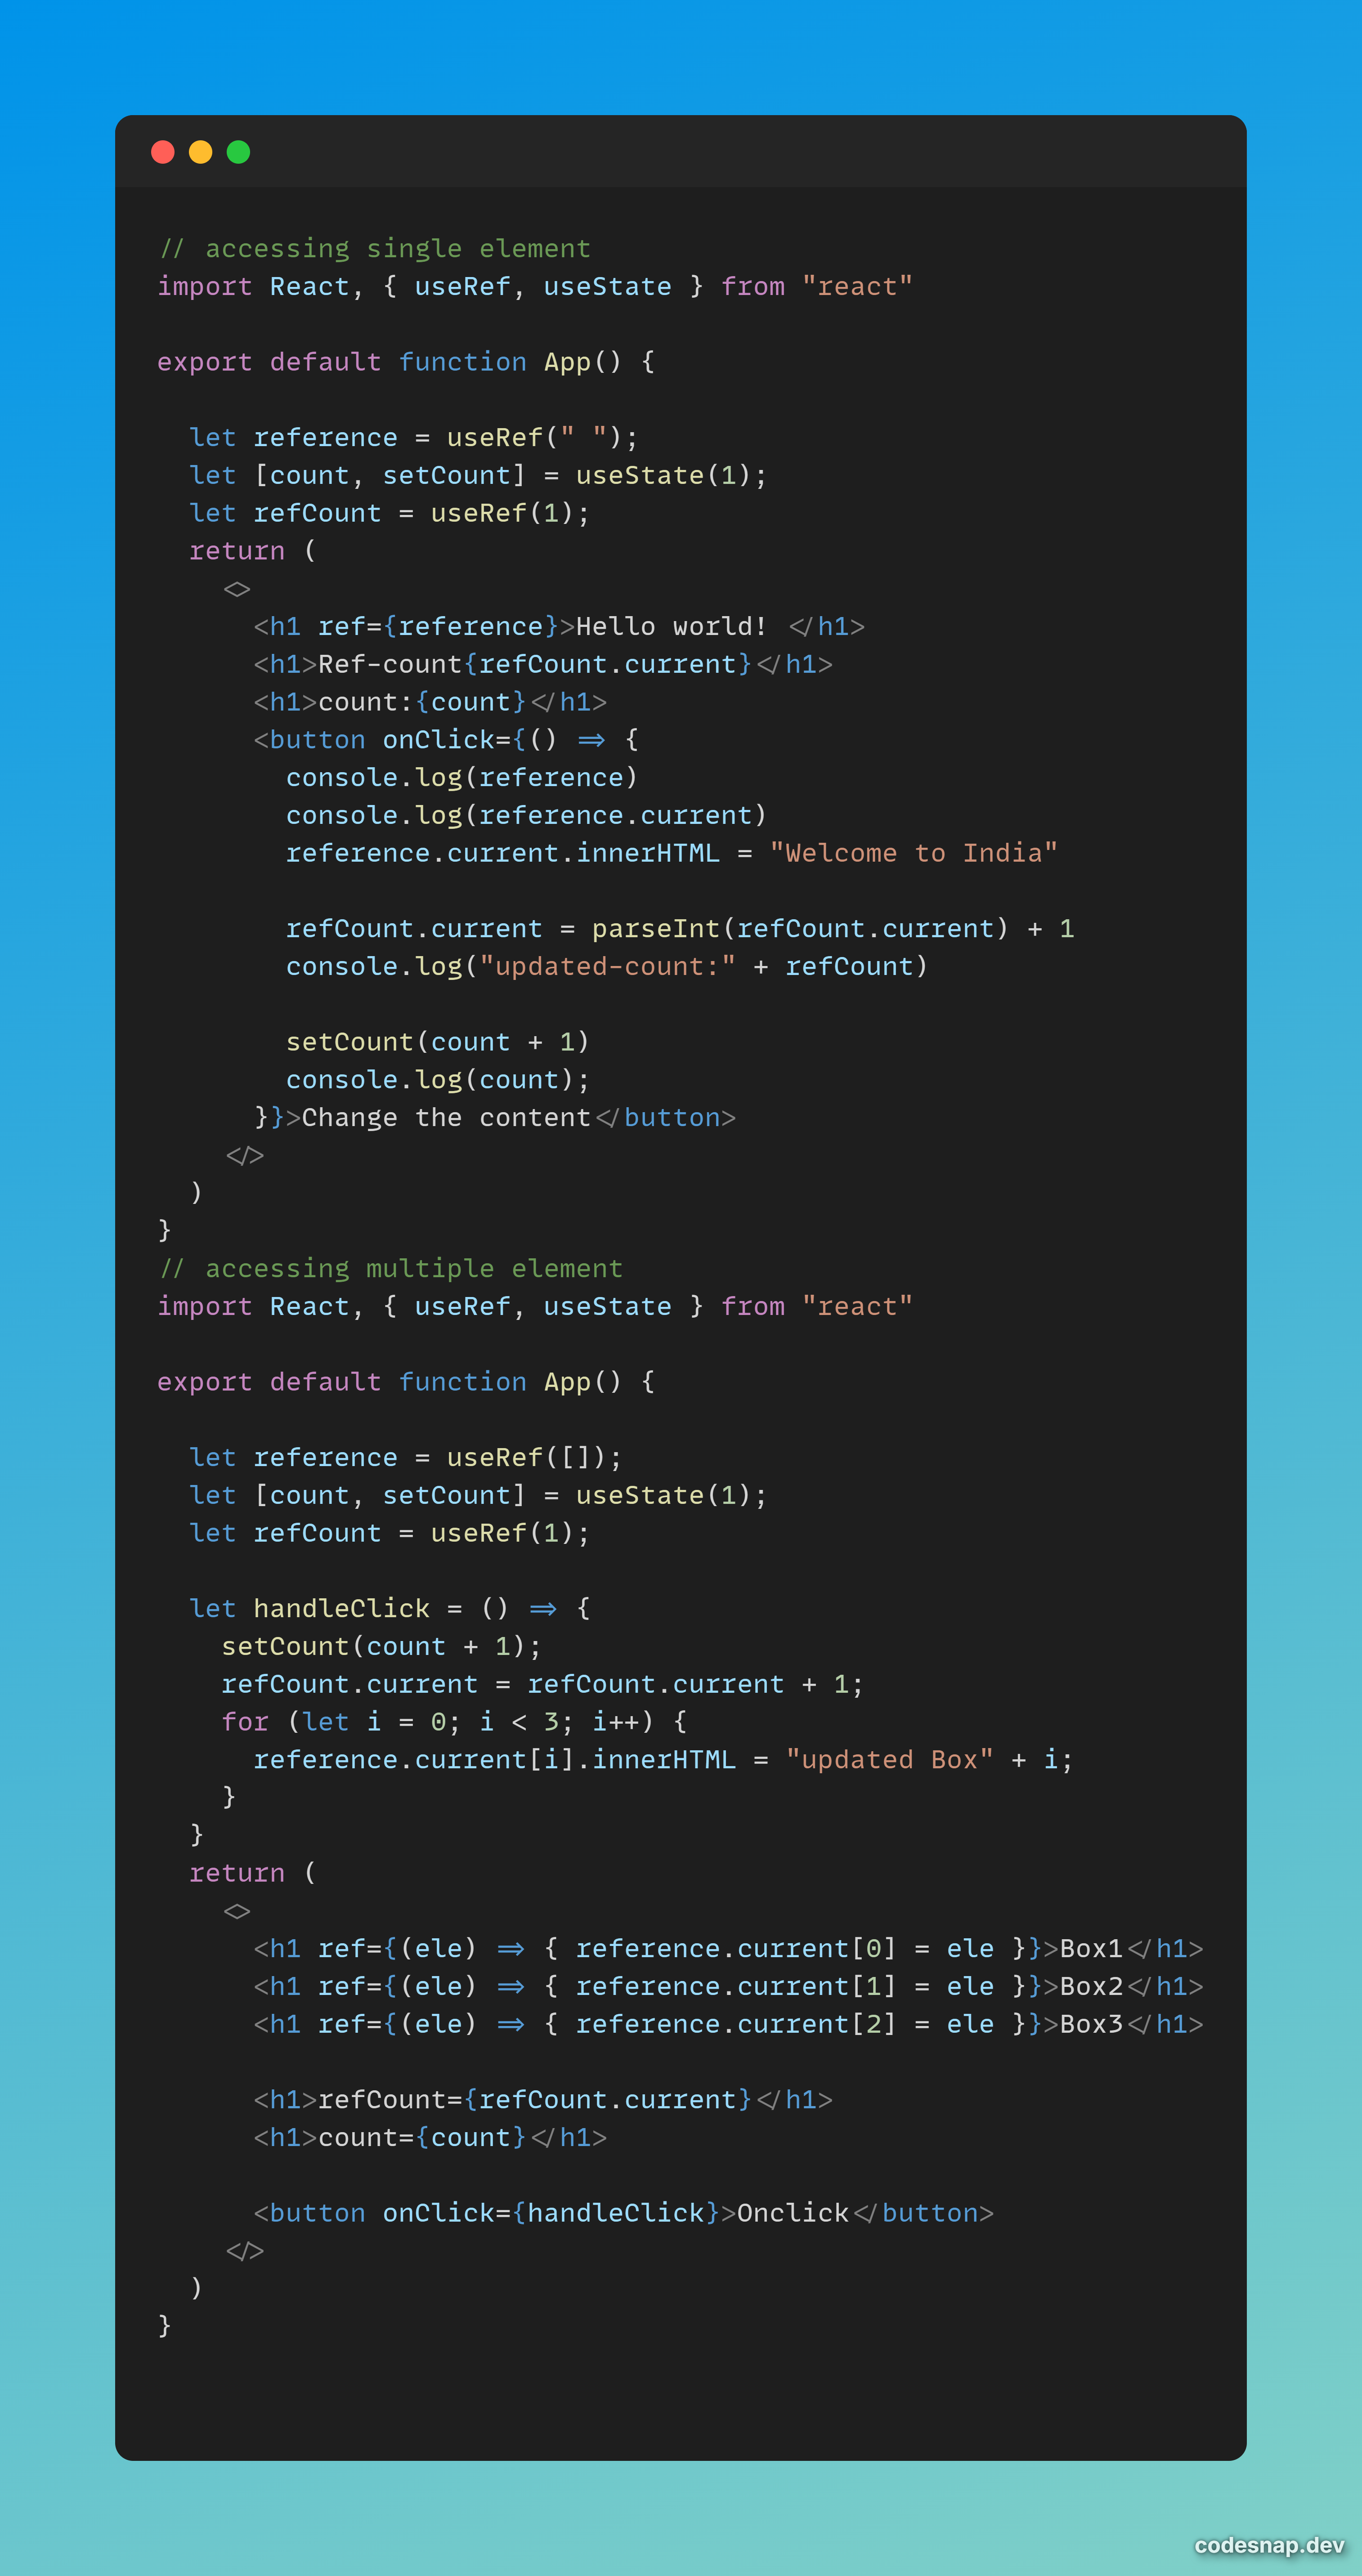 // accessing single element
import React, { useRef, useState } from "react"

export default function App() {

  let reference = useRef(" ");
  let [count, setCount] = useState(1);
  let refCount = useRef(1);
  return (
    <>
      <h1 ref={reference}>Hello world! </h1>
      <h1>Ref-count{refCount.current}</h1>
      <h1>count:{count}</h1>
      <button onClick={() => {
        console.log(reference)
        console.log(reference.current)
        reference.current.innerHTML = "Welcome to India"

        refCount.current = parseInt(refCount.current) + 1
        console.log("updated-count:" + refCount)

        setCount(count + 1)
        console.log(count);
      }}>Change the content</button>
    </>
  )
}
// accessing multiple element
import React, { useRef, useState } from "react"

export default function App() {

  let reference = useRef([]);
  let [count, setCount] = useState(1);
  let refCount = useRef(1);

  let handleClick = () => {
    setCount(count + 1);
    refCount.current = refCount.current + 1;
    for (let i = 0; i < 3; i++) {
      reference.current[i].innerHTML = "updated Box" + i;
    }
  }
  return (
    <>
      <h1 ref={(ele) => { reference.current[0] = ele }}>Box1</h1>
      <h1 ref={(ele) => { reference.current[1] = ele }}>Box2</h1>
      <h1 ref={(ele) => { reference.current[2] = ele }}>Box3</h1>

      <h1>refCount={refCount.current}</h1>
      <h1>count={count}</h1>

      <button onClick={handleClick}>Onclick</button>
    </>
  )
}
codesnap.dev